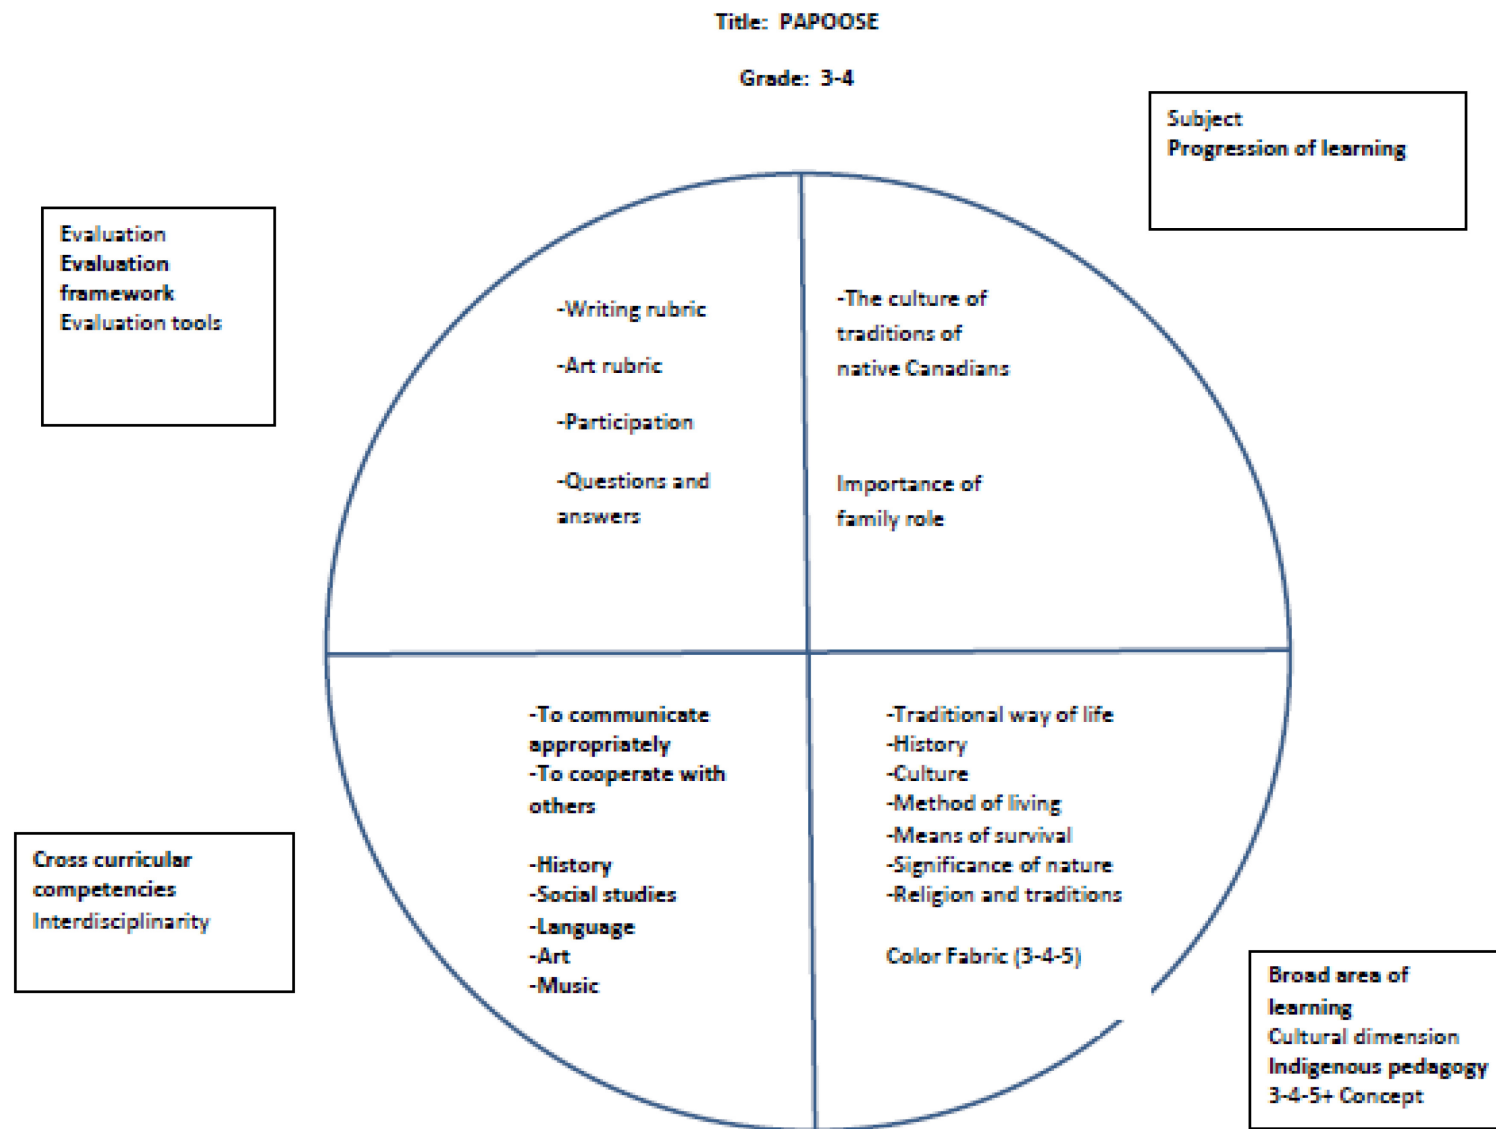 Title: PAPOOSE
Grade: 3-4
Subject
Progression of learning
Evaluation
Evaluation
framework
Evaluation tools
-Writing rubric
-Art rubric
-Participation
-Questions and
answers
-The culture of
traditions of
native Canadians
Importance of
family role
-To communicate
appropriately
-To cooperate with
others
-History
-Social studies
-Language
-Art
-Music
-Traditional way of life
-History
-Culture
-Method of living
-Means of survival
-Significance of nature
-Religion and traditions
Color Fabric (3-4-5)
Cross curricular
competencies
Interdisciplinarity
Broad area of
learning
Cultural dimension
Indigenous pedagogy
3-4-5+ Concept